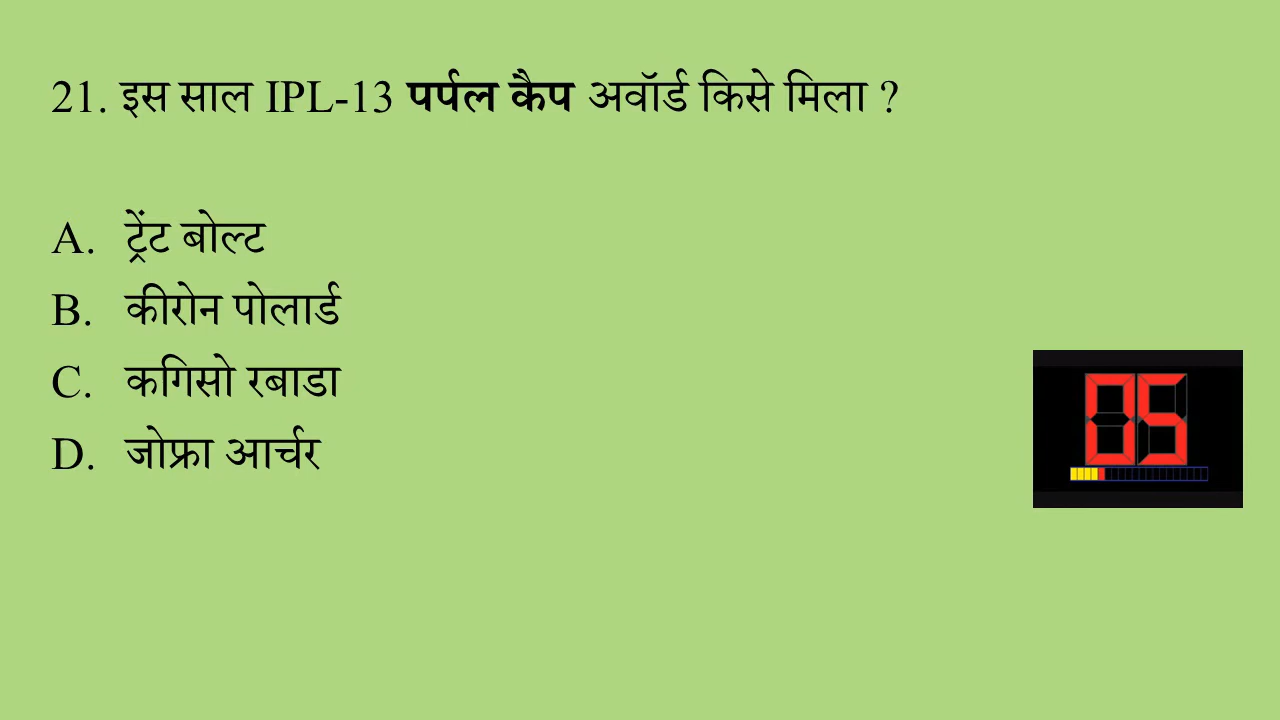 21. इस साल IPL-13 पर्पल कैप अवॉर्ड किसे मिला ?
A. ट्रेंट बोल्ट
B. कीरोन पोलार्ड
C. कगिसो रबाडा
D. जोफ्रा आर्चर
05